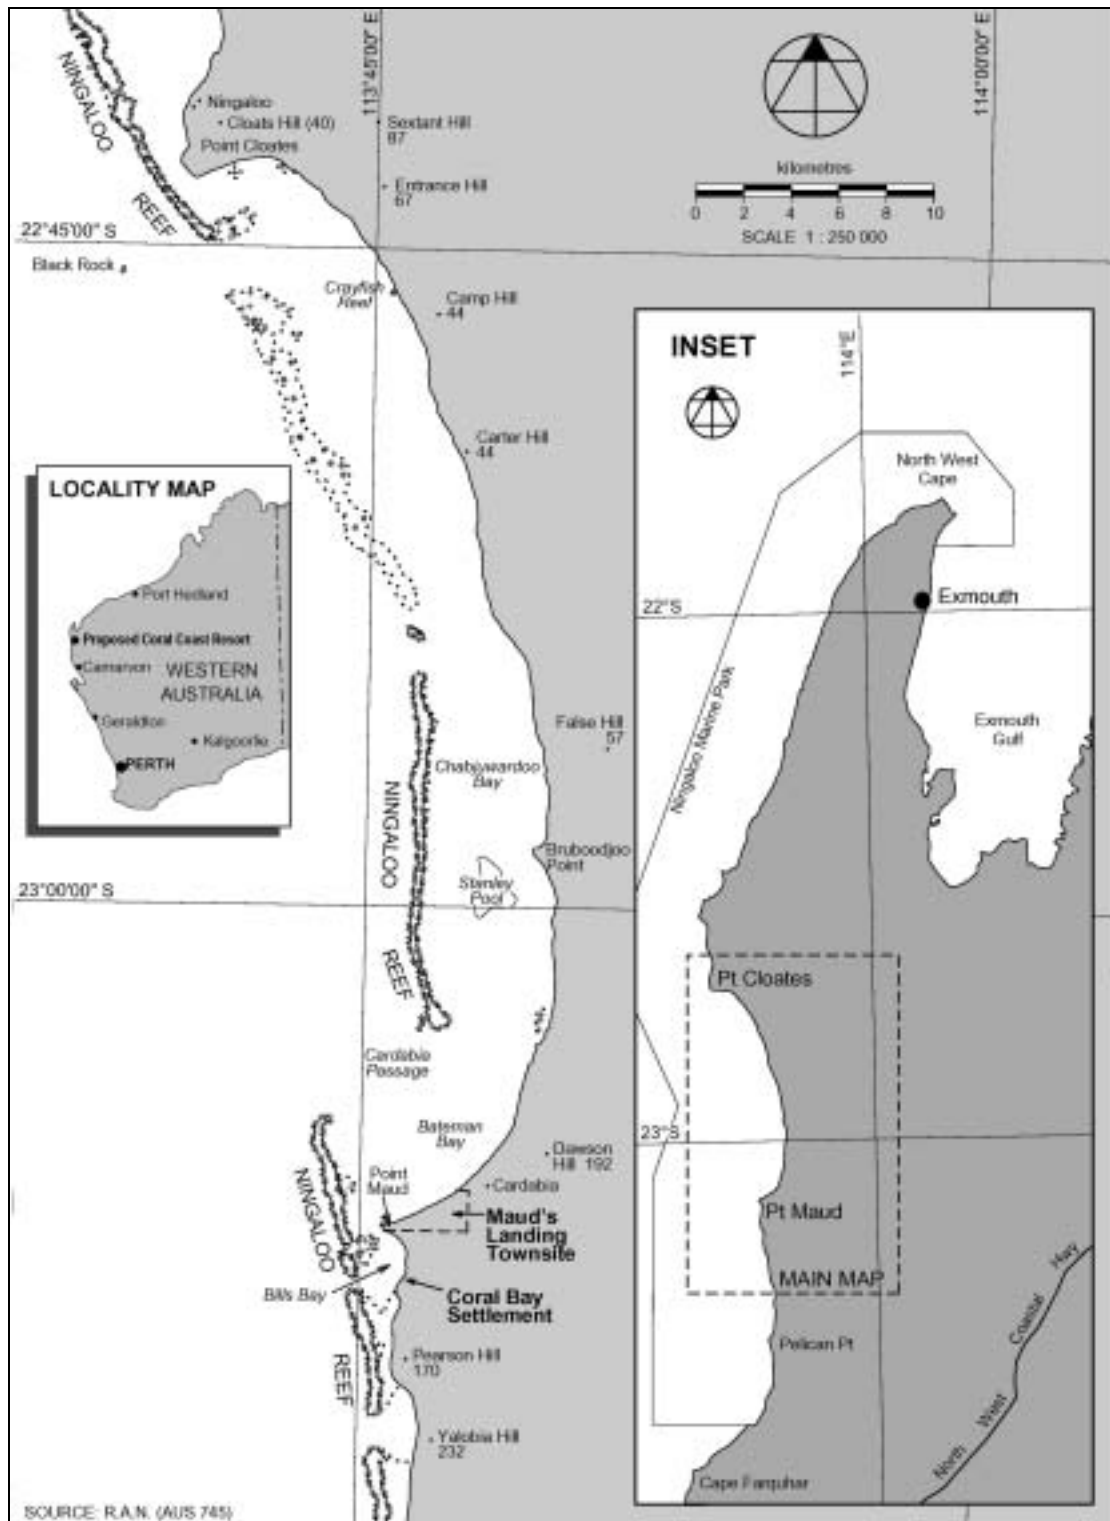 NINGALOO
REEF
Ningaloo
Cloats Hill (40)
Point Cloates
113°45'00" E
Sextant Hill
87
Entrance Hill
67
114°00'00" E
kilometres
0 2 4 6 8 10
SCALE 1 : 250 000
22°45'00" S
Black Rock
Crayfish
Reef
Camp Hill
44
Carter Hill
44
LOCALITY MAP
Port Hedland
Proposed Coral Coast Resort
Carnarvon
WESTERN
AUSTRALIA
Geraldton
Kalgoorlie
PERTH
False Hill
57
Chabjuwardoo
Bay
NINGALOO
REEF
Bruboodjoo
Point
Stanley
Pool
23°00'00" S
Cardabia
Passage
Bateman
Bay
Dawson
Hill 192
Point
Maud
Cardabia
Maud's
Landing
Townsite
NINGALOO
REEF
Bills Bay
Coral Bay
Settlement
Pearson Hill
170
Yalobia Hill
232
SOURCE: R.A.N. (AUS 745)
INSET
114°E
North West
Cape
22°S
Exmouth
Ningaloo Marine Park
Exmouth
Gulf
Pt Cloates
23°S
Pt Maud
MAIN MAP
Pelican Pt
North West Coastal Hwy
Cape Farquhar